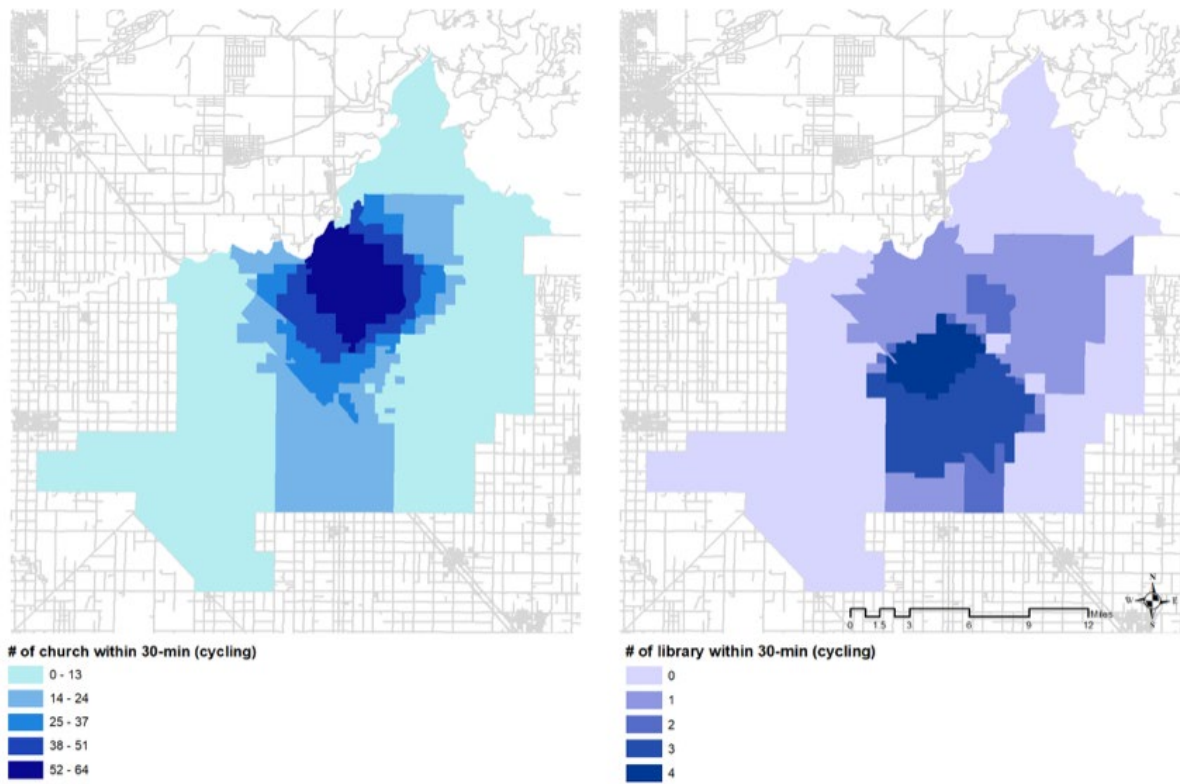 N
W E
S
Miles
0 1.5 3 6 9 12
# of church within 30-min (cycling)
0 - 13
14 - 24
25 - 37
38 - 51
52 - 64
# of library within 30-min (cycling)
0
1
2
3
4